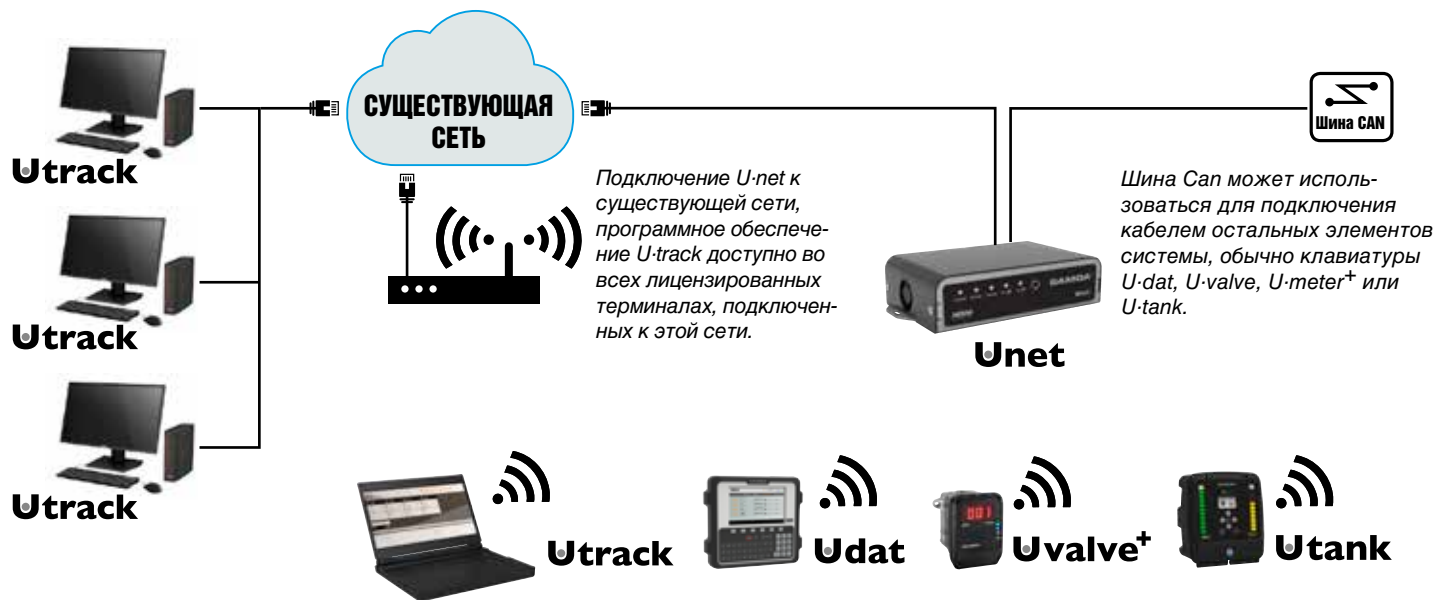 СУЩЕСТВУЮЩАЯ
СЕТЬ
Шина CAN
Utrack
Utrack
Utrack
Подключение U·net к
существующей сети,
программное обеспече-
ние U·track доступно во
всех лицензированных
терминалах, подключен-
ных к этой сети.
SAMOA
Unet
Шина Can может исполь-
зоваться для подключения
кабелем остальных элементов
системы, обычно клавиатуры
U·dat, U·valve, U·meter+ или
U·tank.
Utrack
Udat
001
Uvalve+
Utank